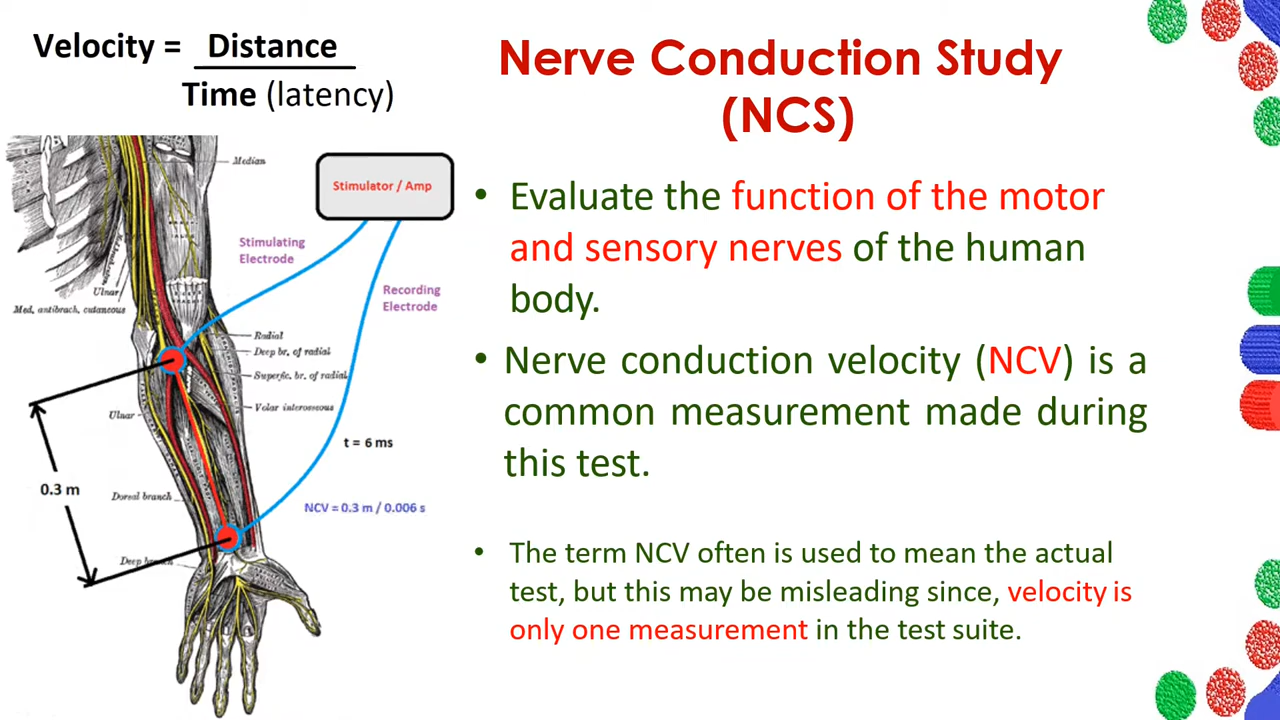 Velocity = Distance
Time (latency)
Nerve Conduction Study
(NCS)
Median
Stimulator / Amp
Stimulating
Electrode
Recording
Electrode
Ulnar
Med. antibrach. cutaneous
Radial
Deep br. of radial
Superfic. br. of radial
Volar interosseous
Ulnar
t = 6 ms
0.3 m
Dorsal branch
NCV = 0.3 m / 0.006 s
Deep
• Evaluate the function of the motor
and sensory nerves of the human
body.
• Nerve conduction velocity (NCV) is a
common measurement made during
this test.
• The term NCV often is used to mean the actual
test, but this may be misleading since, velocity is
only one measurement in the test suite.